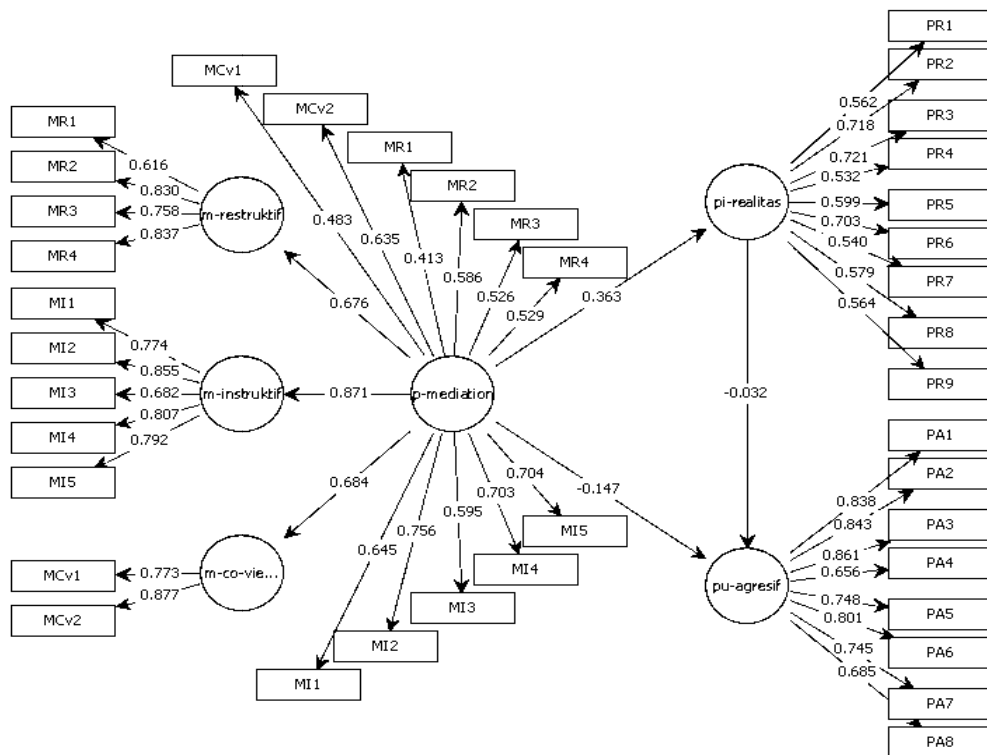 PR1
PR2
PR3
PR4
PR5
PR6
PR7
PR8
PR9
0.562
0.718
0.721
0.532
0.599
0.703
0.540
0.579
0.564
pi-realitas
MCv1
MCv2
MR1
MR2
MR3
MR4
0.483
0.635
0.413
0.586
0.526
0.529
0.363
MR1
MR2
MR3
MR4
0.616
0.830
0.758
0.837
m-restruktif
0.676
MI1
MI2
MI3
MI4
MI5
0.774
0.855
0.682
0.807
0.792
m-instruktif
0.871
p-mediation
-0.032
MCv1
MCv2
0.773
0.877
m-co-vie...
0.684
0.645
0.756
0.595
0.703
0.704
-0.147
MI1
MI2
MI3
MI4
MI5
pu-agresif
0.838
0.843
0.861
0.656
0.748
0.801
0.745
0.685
PA1
PA2
PA3
PA4
PA5
PA6
PA7
PA8